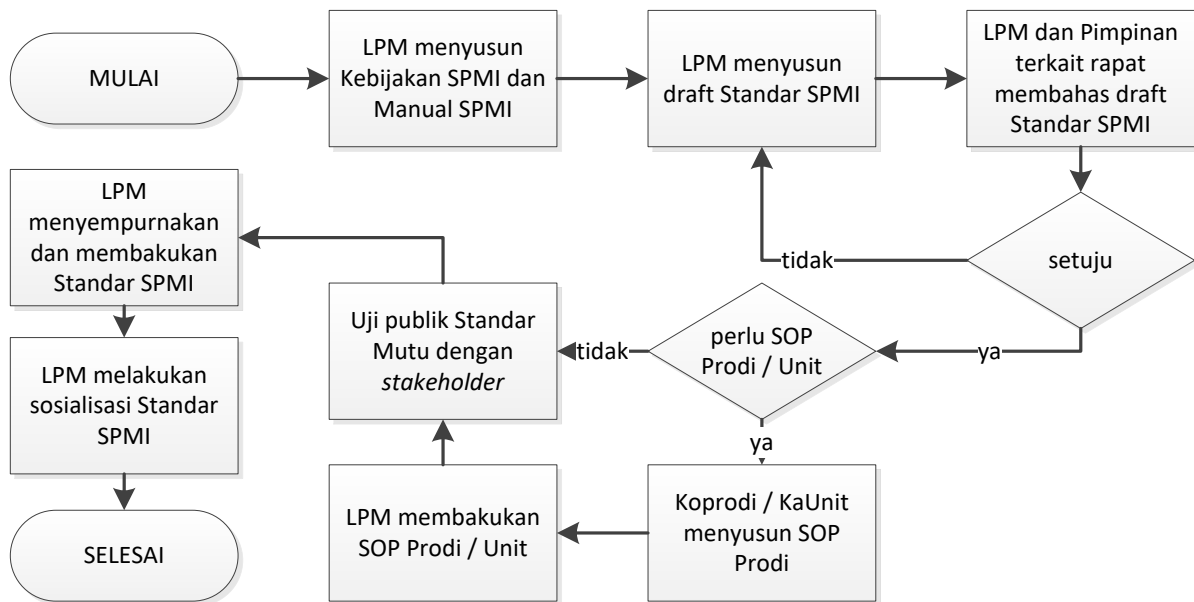 MULAI
LPM menyusun
Kebijakan SPMI dan
Manual SPMI
LPM menyusun
draft Standar SPMI
LPM dan Pimpinan
terkait rapat
membahas draft
Standar SPMI
setuju
tidak
ya
perlu SOP
Prodi / Unit
tidak
ya
Koprodi / KaUnit
menyusun SOP
Prodi
LPM membakukan
SOP Prodi / Unit
Uji publik Standar
Mutu dengan
stakeholder
LPM
menyempurnakan
dan membakukan
Standar SPMI
LPM melakukan
sosialisasi Standar
SPMI
SELESAI